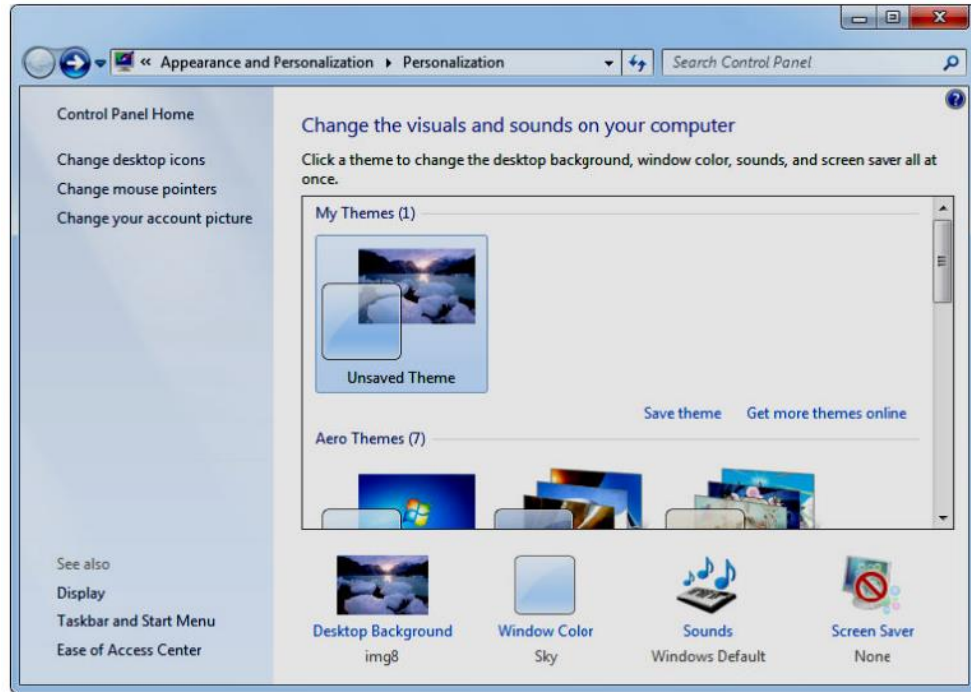 « Appearance and Personalization Personalization
Search Control Panel
Control Panel Home
Change desktop icons
Change mouse pointers
Change your account picture
See also
Display
Taskbar and Start Menu
Ease of Access Center
Change the visuals and sounds on your computer
Click a theme to change the desktop background, window color, sounds, and screen saver all at
once.
My Themes (1)
Unsaved Theme
Save theme Get more themes online
Aero Themes (7)
Desktop Background Window Color Sounds Screen Saver
img8 Sky Windows Default None